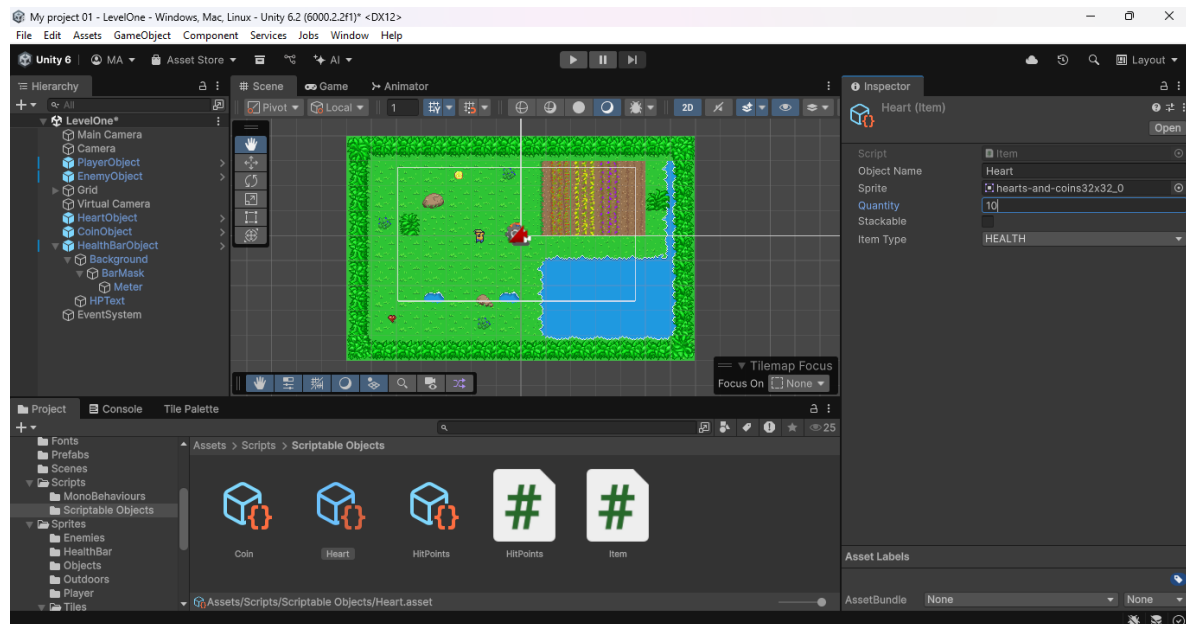 My project 01 - LevelOne - Windows, Mac, Linux - Unity 6.2 (6000.2.2f1)* <DX12>
File Edit Assets GameObject Component Services Jobs Window Help
Unity 6 MA Asset Store AI Layout
Hierarchy
All
LevelOne*
Main Camera
Camera
PlayerObject
EnemyObject
Grid
Virtual Camera
HeartObject
CoinObject
HealthBarObject
Background
BarMask
Meter
HPText
EventSystem
Scene Game Animator
Pivot Local 1 2D
Tilemap Focus
Focus On None
Inspector
Heart (Item)
Open
Script Item
Object Name Heart
Sprite hearts-and-coins32x32_0
Quantity 10
Stackable
Item Type HEALTH
Project Console Tile Palette
25
Fonts
Prefabs
Scenes
Scripts
MonoBehaviours
Scriptable Objects
Sprites
Enemies
HealthBar
Objects
Outdoors
Player
Tiles
Assets > Scripts > Scriptable Objects
Coin Heart HitPoints HitPoints Item
Assets/Scripts/Scriptable Objects/Heart.asset
Asset Labels
AssetBundle None None